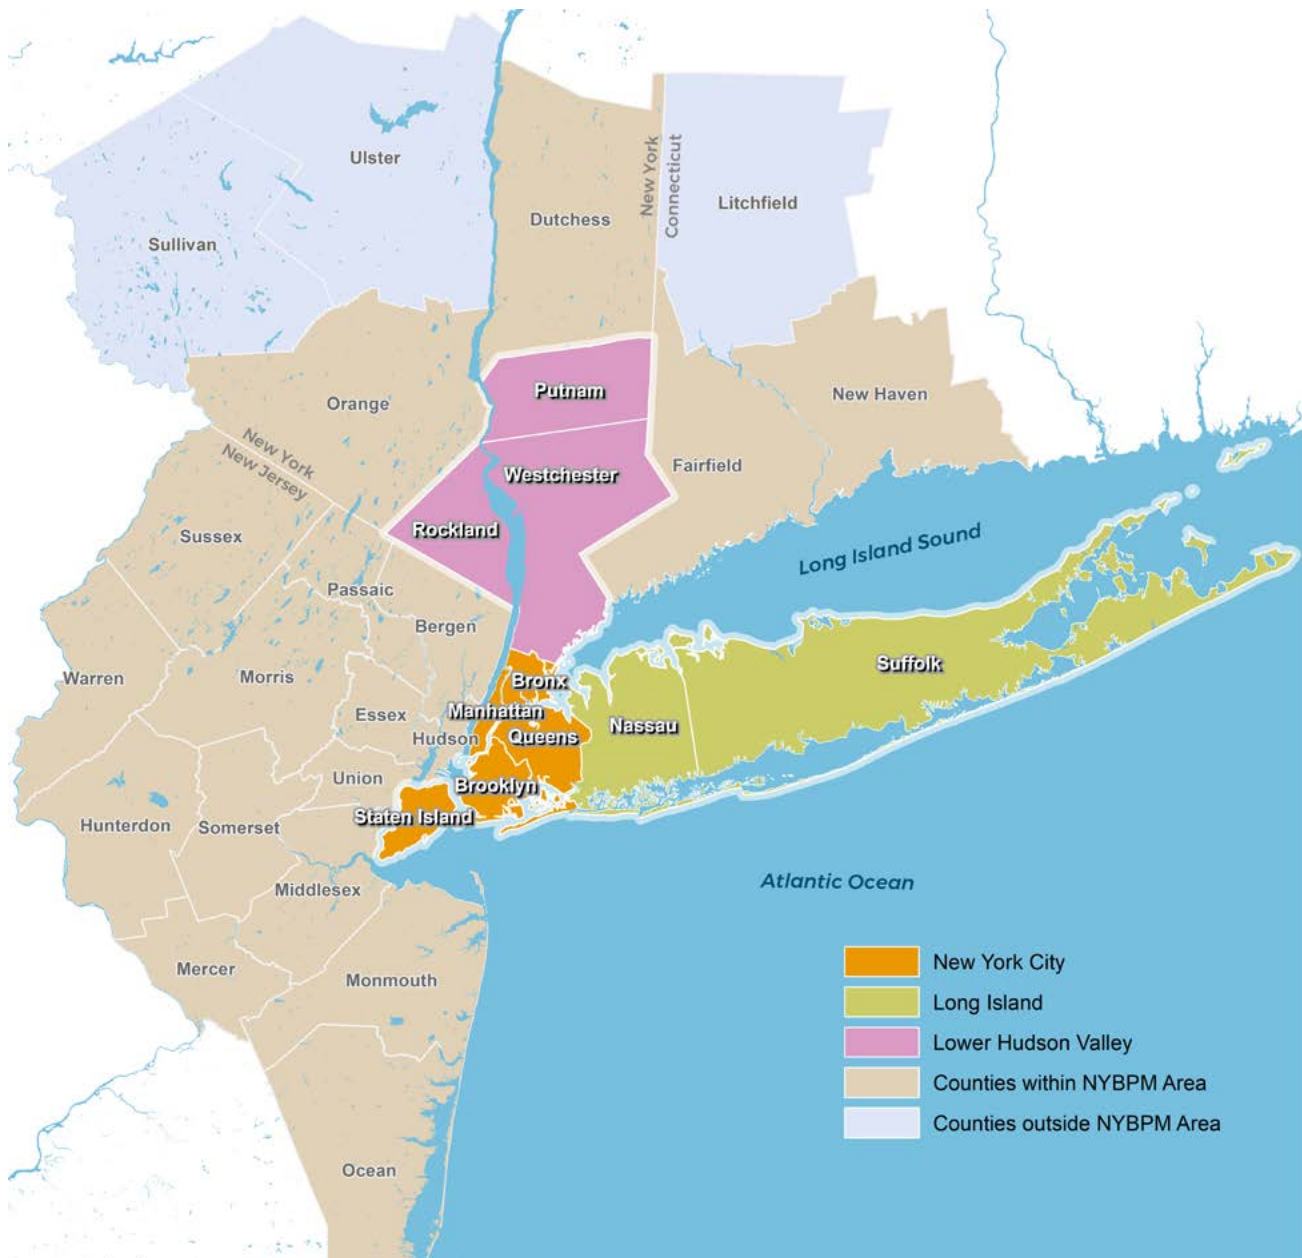 Ulster
Litchfield
Dutchess
New York
Connecticut
Sullivan
Putnam
New Haven
Orange
New York
New Jersey
Fairfield
Westchester
Rockland
Sussex
Long Island Sound
Passaic
Bergen
Suffolk
Warren
Morris
Bronx
Essex
Manhattan
Nassau
Hudson
Queens
Union
Brooklyn
Staten Island
Hunterdon
Somerset
Middlesex
Atlantic Ocean
Mercer
Monmouth
Ocean
New York City
Long Island
Lower Hudson Valley
Counties within NYBPM Area
Counties outside NYBPM Area